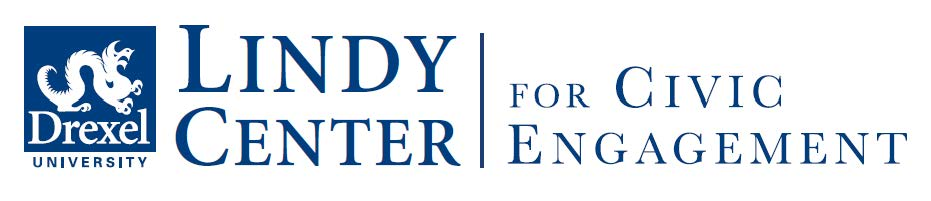 Drexel
UNIVERSITY
LINDY
CENTER
FOR CIVIC
ENGAGEMENT